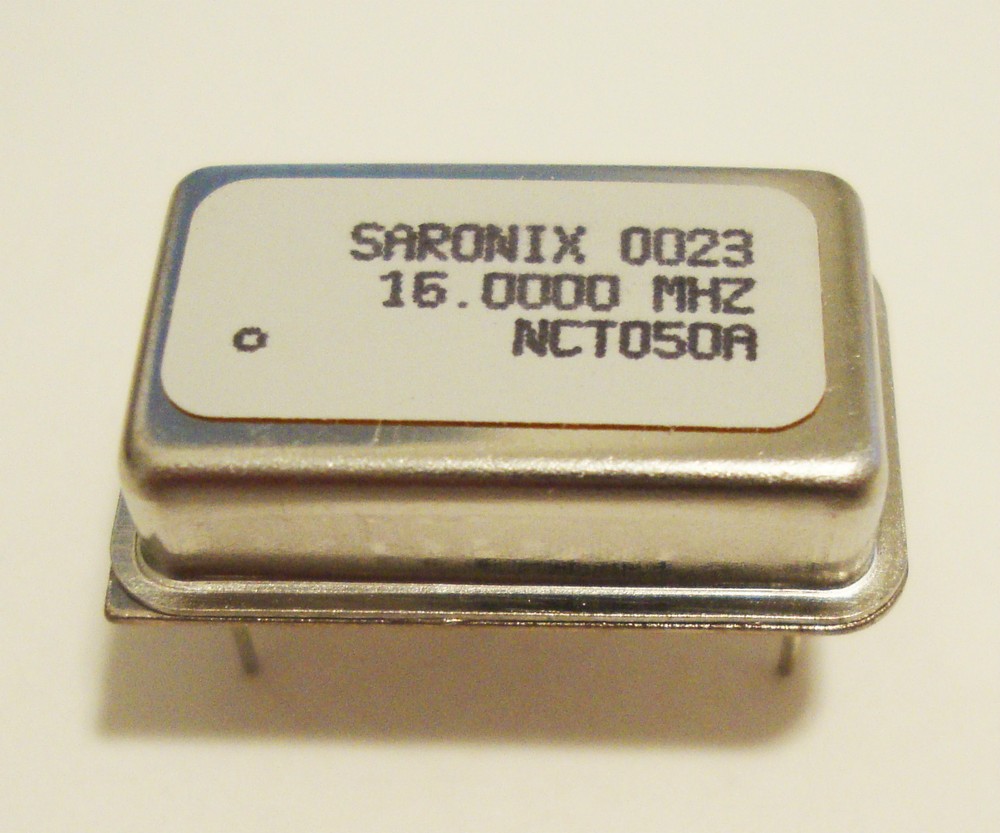 SARONIX 0023
16.0000 MHZ
NCT050A